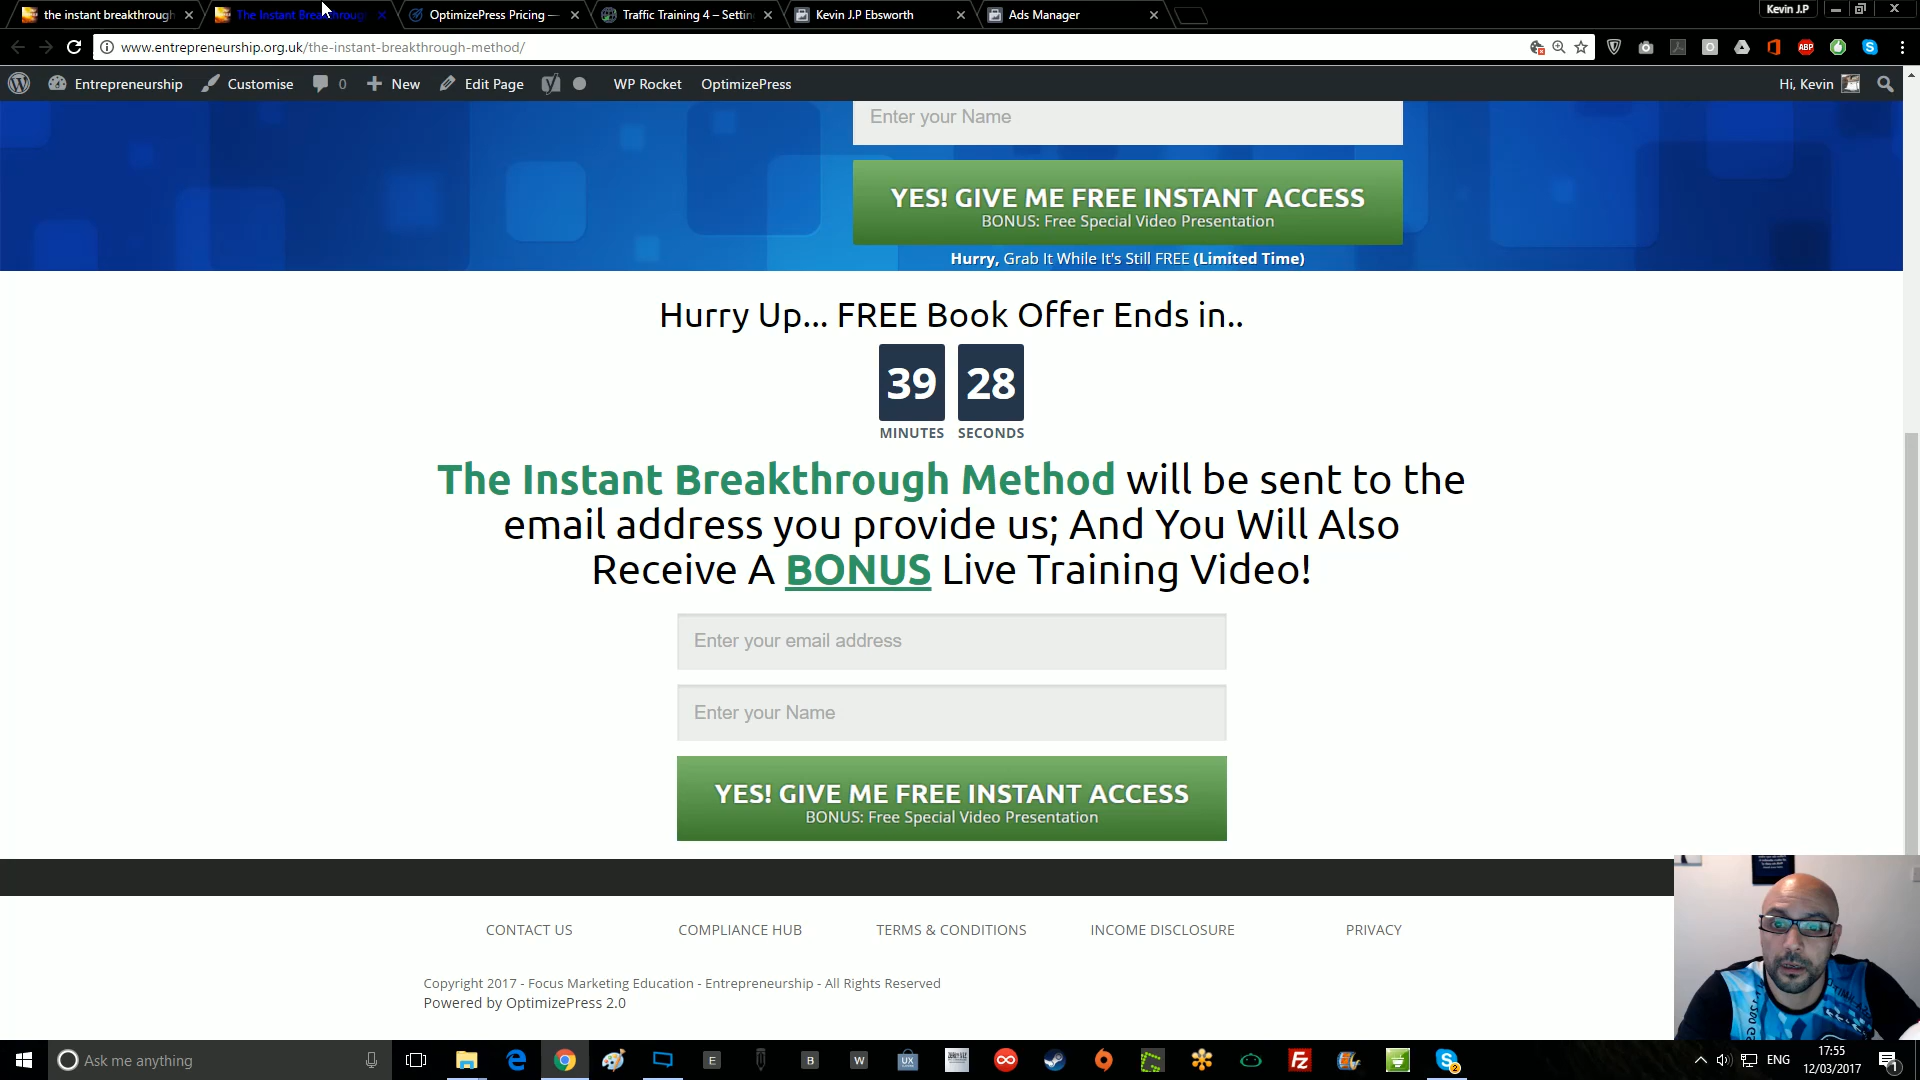 the instant breakthrough
The Instant Breakthroug
OptimizePress Pricing —
Traffic Training 4 – Settin
Kevin J.P Ebsworth
Ads Manager
Kevin J.P
www.entrepreneurship.org.uk/the-instant-breakthrough-method/
ABP
Entrepreneurship
Customise
0
New
Edit Page
WP Rocket
OptimizePress
Hi, Kevin
Enter your Name
YES! GIVE ME FREE INSTANT ACCESS
BONUS: Free Special Video Presentation
Hurry, Grab It While It's Still FREE (Limited Time)
Hurry Up... FREE Book Offer Ends in..
39 28
MINUTES SECONDS
The Instant Breakthrough Method will be sent to the
email address you provide us; And You Will Also
Receive A BONUS Live Training Video!
Enter your email address
Enter your Name
YES! GIVE ME FREE INSTANT ACCESS
BONUS: Free Special Video Presentation
CONTACT US
COMPLIANCE HUB
TERMS & CONDITIONS
INCOME DISCLOSURE
PRIVACY
Copyright 2017 - Focus Marketing Education - Entrepreneurship - All Rights Reserved
Powered by OptimizePress 2.0
Ask me anything
E
B
W
UX
ENG
17:55
12/03/2017